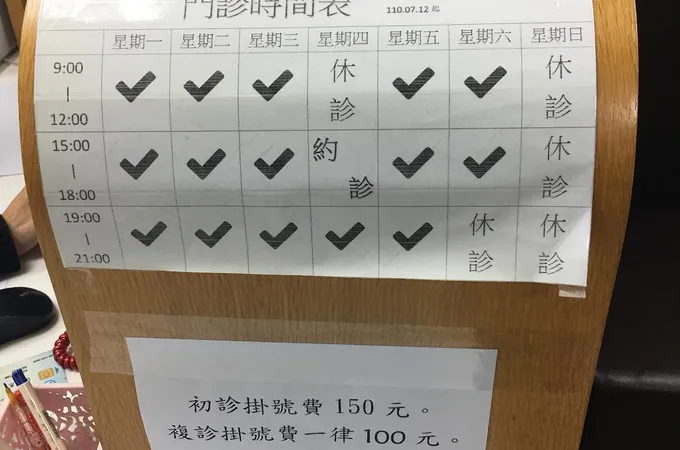 門診時間表 110.07.12 起
星期一 星期二 星期三 星期四 星期五 星期六 星期日
9:00 - 12:00 ✔ ✔ ✔ 休診 ✔ ✔ 休診
15:00 - 18:00 ✔ ✔ ✔ 約診 ✔ ✔ 休診
19:00 - 21:00 ✔ ✔ ✔ ✔ ✔ 休診 休診
初診掛號費 150 元。
複診掛號費一律 100 元。